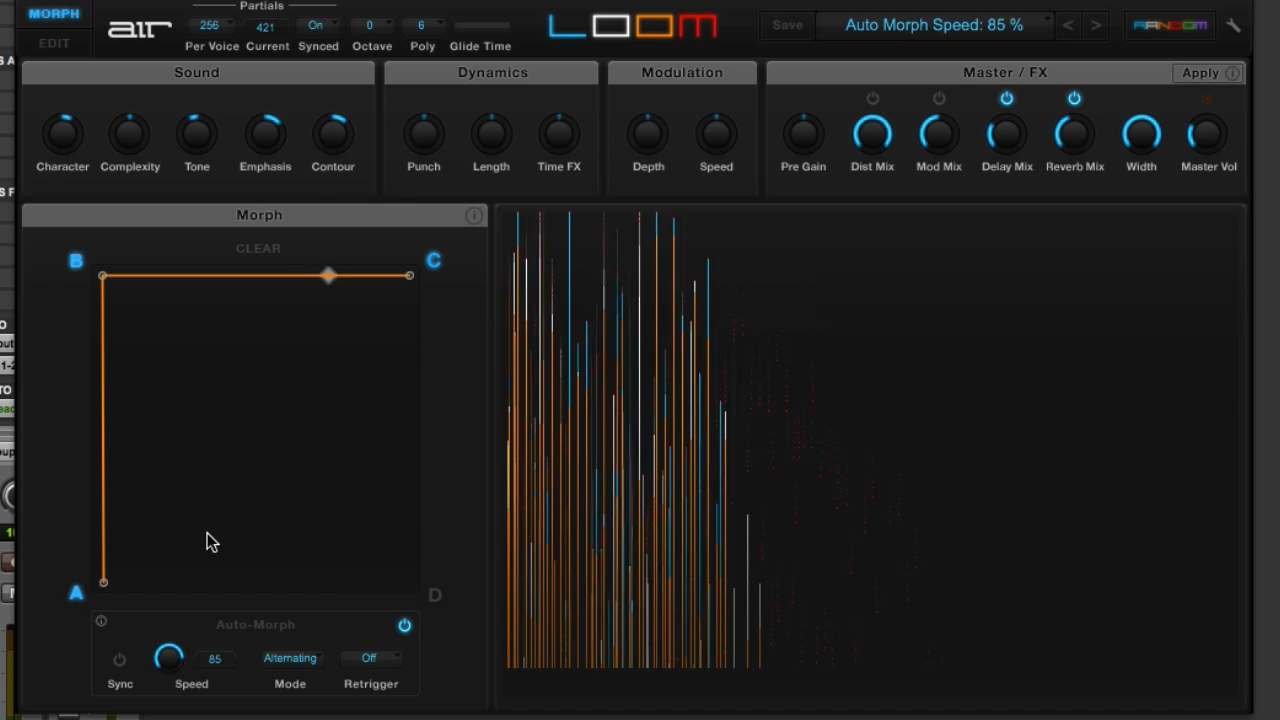 MORPH
EDIT
air
Partials
256
421
On
0
6
Per Voice
Current
Synced
Octave
Poly
Glide Time
LOOM
Save
Auto Morph Speed: 85 %
<
>
RANDOM
Sound
Dynamics
Modulation
Master / FX
Apply
Character
Complexity
Tone
Emphasis
Contour
Punch
Length
Time FX
Depth
Speed
Pre Gain
Dist Mix
Mod Mix
Delay Mix
Reverb Mix
Width
Master Vol
Morph
CLEAR
B
C
A
D
Auto-Morph
85
Alternating
Off
Sync
Speed
Mode
Retrigger